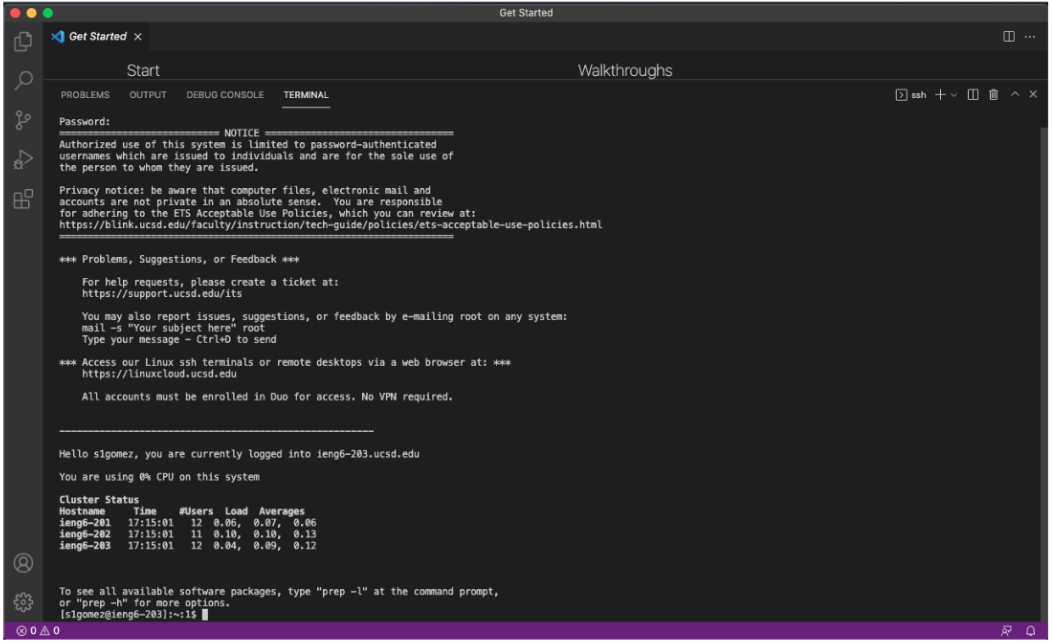 Get Started
Get Started ×
Start Walkthroughs
PROBLEMS OUTPUT DEBUG CONSOLE TERMINAL ssh
Password:
============================ NOTICE =================================
Authorized use of this system is limited to password-authenticated
usernames which are issued to individuals and are for the sole use of
the person to whom they are issued.
Privacy notice: be aware that computer files, electronic mail and
accounts are not private in an absolute sense.  You are responsible
for adhering to the ETS Acceptable Use Policies, which you can review at:
https://blink.ucsd.edu/faculty/instruction/tech-guide/policies/ets-acceptable-use-policies.html
=====================================================================
*** Problems, Suggestions, or Feedback ***
For help requests, please create a ticket at:
https://support.ucsd.edu/its
You may also report issues, suggestions, or feedback by e-mailing root on any system:
mail -s "Your subject here" root
Type your message - Ctrl+D to send
*** Access our Linux ssh terminals or remote desktops via a web browser at: ***
https://linuxcloud.ucsd.edu
All accounts must be enrolled in Duo for access. No VPN required.
-------------------------------------------------------
Hello s1gomez, you are currently logged into ieng6-203.ucsd.edu
You are using 0% CPU on this system
Cluster Status
Hostname     Time    #Users  Load  Averages
ieng6-201   17:15:01   12  0.06,  0.07,  0.06
ieng6-202   17:15:01   11  0.10,  0.10,  0.13
ieng6-203   17:15:01   12  0.04,  0.09,  0.12
To see all available software packages, type "prep -l" at the command prompt,
or "prep -h" for more options.
[s1gomez@ieng6-203]:~:1$
0 0